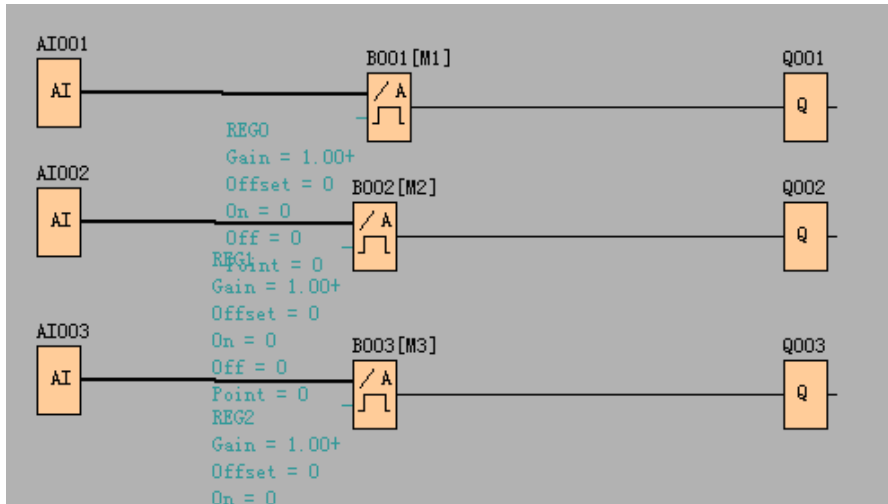 AI001
B001[M1]
Q001
AI
/ A
Q
REG0
Gain = 1.00+
Offset = 0
On = 0
Off = 0
Point = 0
AI002
B002[M2]
Q002
AI
/ A
Q
REG1
Gain = 1.00+
Offset = 0
On = 0
Off = 0
Point = 0
AI003
B003[M3]
Q003
AI
/ A
Q
REG2
Gain = 1.00+
Offset = 0
On = 0